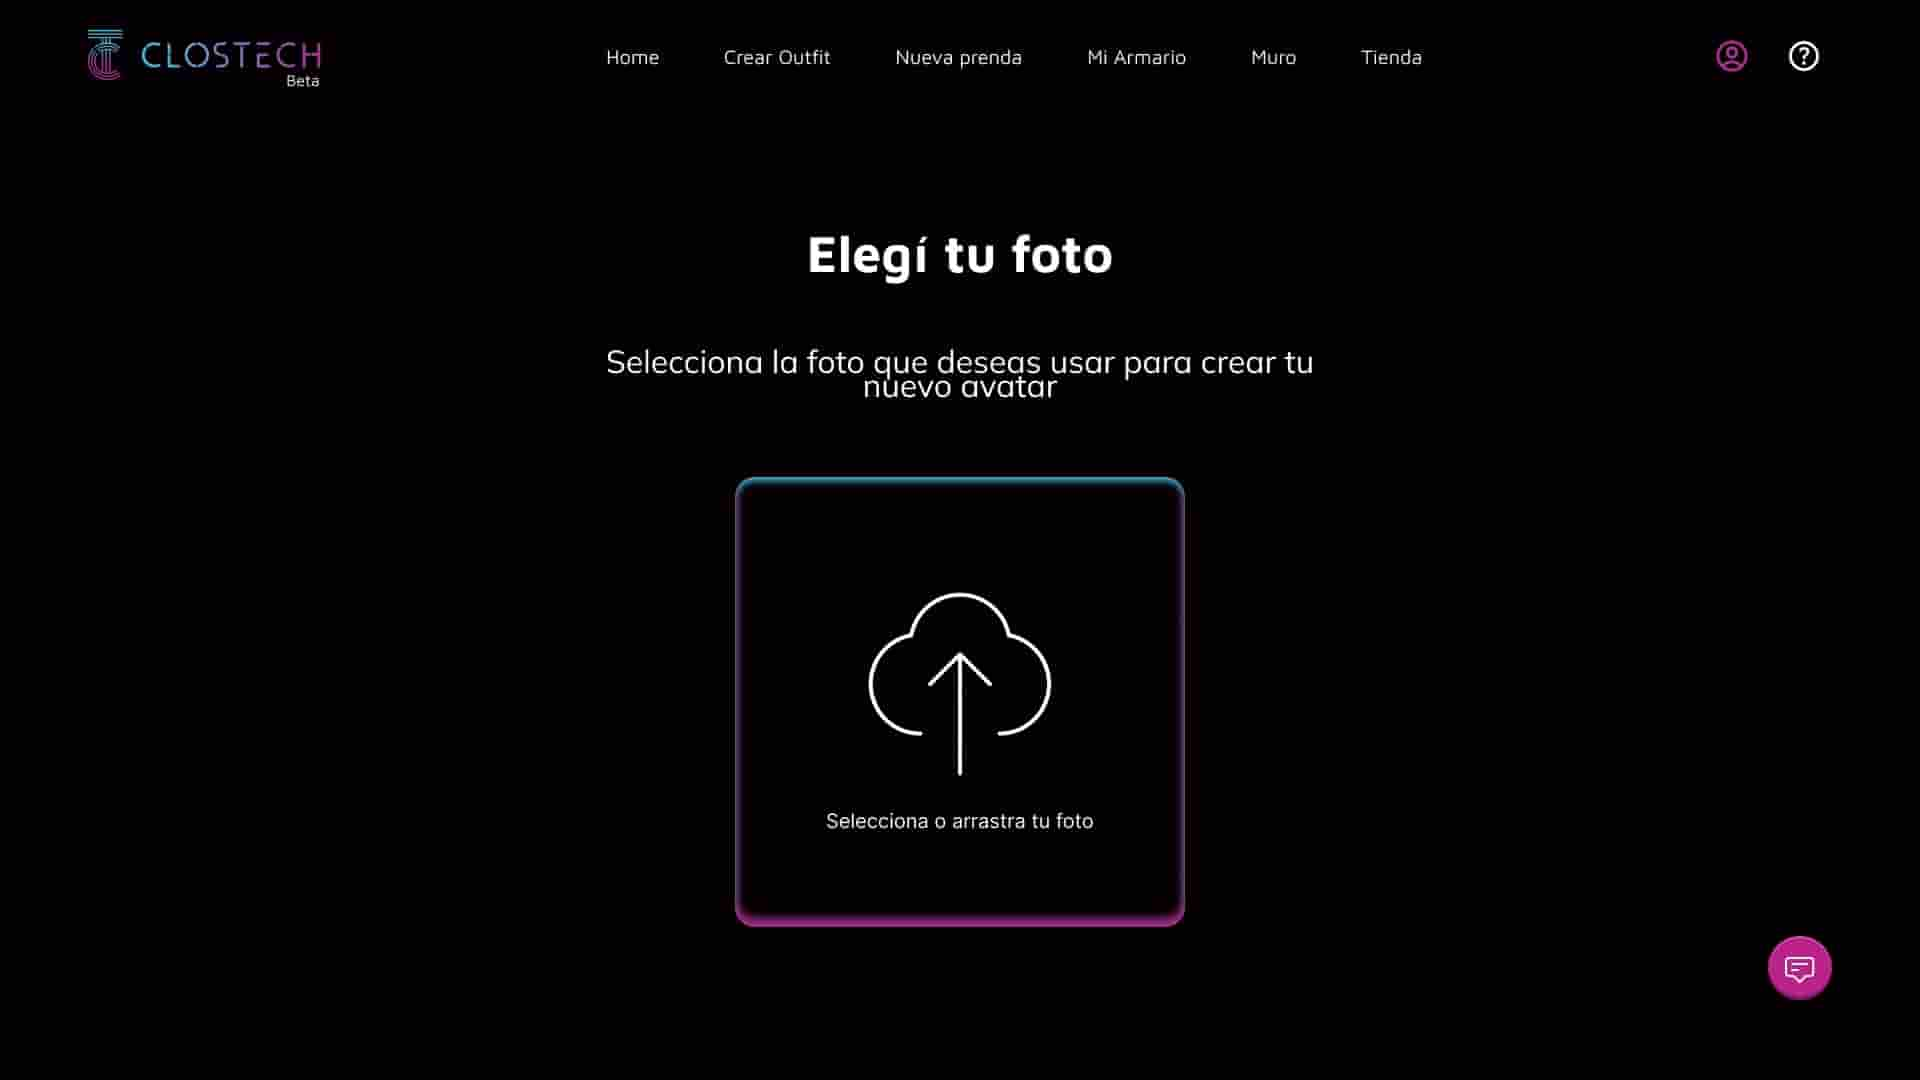 CLOSTECH
Beta
Home
Crear Outfit
Nueva prenda
Mi Armario
Muro
Tienda
Elegí tu foto
Selecciona la foto que deseas usar para crear tu
nuevo avatar
Selecciona o arrastra tu foto